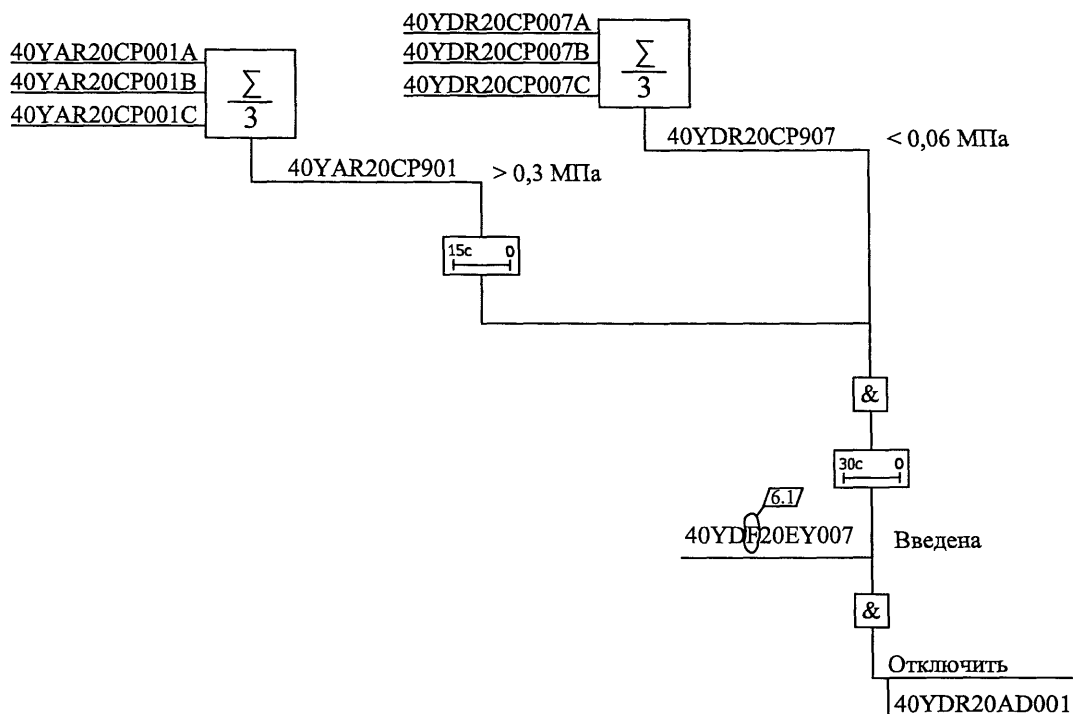 40YDR20CP007A
40YDR20CP007B
40YDR20CP007C
40YAR20CP001A
40YAR20CP001B
40YAR20CP001C
Σ
3
Σ
3
40YDR20CP907 < 0,06 МПа
40YAR20CP901 > 0,3 МПа
15с 0
&
30с 0
6.1
40YDF20EY007 Введена
&
Отключить
40YDR20AD001